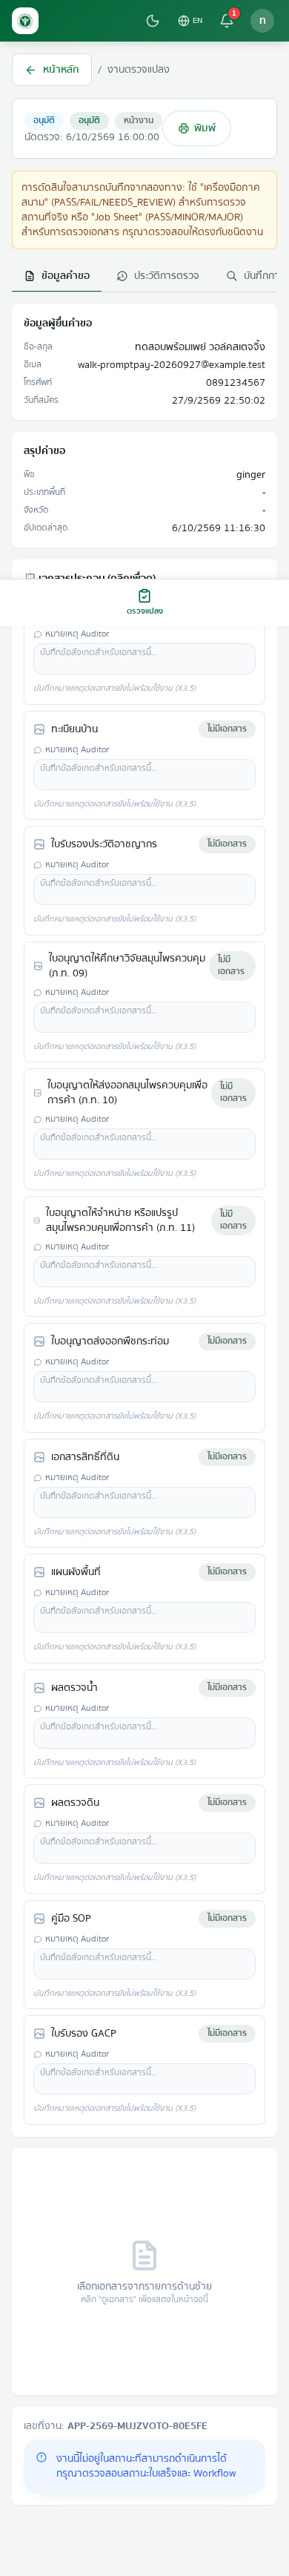 EN
1
ก
หน้าหลัก / งานตรวจแปลง
อนุมัติ อนุมัติ หน้างาน
นัดตรวจ: 6/10/2569 16:00:00
พิมพ์
การตัดสินใจสามารถบันทึกจากสองทาง: ใช้ "เครื่องมือภาค
สนาม" (PASS/FAIL/NEEDS_REVIEW) สำหรับการตรวจ
สถานที่จริง หรือ "Job Sheet" (PASS/MINOR/MAJOR)
สำหรับการตรวจเอกสาร กรุณาตรวจสอบให้ตรงกับชนิดงาน
ข้อมูลคำขอ ประวัติการตรวจ บันทึกกา
ข้อมูลผู้ยื่นคำขอ
ชื่อ-สกุล ทดสอบพร้อมเพย์ วอล์คสเตจจิ้ง
อีเมล walk-promptpay-20260927@example.test
โทรศัพท์ 0891234567
วันที่สมัคร 27/9/2569 22:50:02
สรุปคำขอ
พืช ginger
ประเภทพื้นที่ -
จังหวัด -
อัปเดตล่าสุด 6/10/2569 11:16:30
เอกสารประกอบ (คลิกเพื่อดู)
ตรวจแปลง
หมายเหตุ Auditor
บันทึกข้อสังเกตสำหรับเอกสารนี้...
บันทึกหมายเหตุต่อเอกสารยังไม่พร้อมใช้งาน (X3.5)
ทะเบียนบ้าน ไม่มีเอกสาร
หมายเหตุ Auditor
บันทึกข้อสังเกตสำหรับเอกสารนี้...
บันทึกหมายเหตุต่อเอกสารยังไม่พร้อมใช้งาน (X3.5)
ใบรับรองประวัติอาชญากร ไม่มีเอกสาร
หมายเหตุ Auditor
บันทึกข้อสังเกตสำหรับเอกสารนี้...
บันทึกหมายเหตุต่อเอกสารยังไม่พร้อมใช้งาน (X3.5)
ใบอนุญาตให้ศึกษาวิจัยสมุนไพรควบคุม ไม่มี
(ภ.ท. 09) เอกสาร
หมายเหตุ Auditor
บันทึกข้อสังเกตสำหรับเอกสารนี้...
บันทึกหมายเหตุต่อเอกสารยังไม่พร้อมใช้งาน (X3.5)
ใบอนุญาตให้ส่งออกสมุนไพรควบคุมเพื่อ ไม่มี
การค้า (ภ.ท. 10) เอกสาร
หมายเหตุ Auditor
บันทึกข้อสังเกตสำหรับเอกสารนี้...
บันทึกหมายเหตุต่อเอกสารยังไม่พร้อมใช้งาน (X3.5)
ใบอนุญาตให้จำหน่าย หรือแปรรูป ไม่มี
สมุนไพรควบคุมเพื่อการค้า (ภ.ท. 11) เอกสาร
หมายเหตุ Auditor
บันทึกข้อสังเกตสำหรับเอกสารนี้...
บันทึกหมายเหตุต่อเอกสารยังไม่พร้อมใช้งาน (X3.5)
ใบอนุญาตส่งออกพืชกระท่อม ไม่มีเอกสาร
หมายเหตุ Auditor
บันทึกข้อสังเกตสำหรับเอกสารนี้...
บันทึกหมายเหตุต่อเอกสารยังไม่พร้อมใช้งาน (X3.5)
เอกสารสิทธิ์ที่ดิน ไม่มีเอกสาร
หมายเหตุ Auditor
บันทึกข้อสังเกตสำหรับเอกสารนี้...
บันทึกหมายเหตุต่อเอกสารยังไม่พร้อมใช้งาน (X3.5)
แผนผังพื้นที่ ไม่มีเอกสาร
หมายเหตุ Auditor
บันทึกข้อสังเกตสำหรับเอกสารนี้...
บันทึกหมายเหตุต่อเอกสารยังไม่พร้อมใช้งาน (X3.5)
ผลตรวจน้ำ ไม่มีเอกสาร
หมายเหตุ Auditor
บันทึกข้อสังเกตสำหรับเอกสารนี้...
บันทึกหมายเหตุต่อเอกสารยังไม่พร้อมใช้งาน (X3.5)
ผลตรวจดิน ไม่มีเอกสาร
หมายเหตุ Auditor
บันทึกข้อสังเกตสำหรับเอกสารนี้...
บันทึกหมายเหตุต่อเอกสารยังไม่พร้อมใช้งาน (X3.5)
คู่มือ SOP ไม่มีเอกสาร
หมายเหตุ Auditor
บันทึกข้อสังเกตสำหรับเอกสารนี้...
บันทึกหมายเหตุต่อเอกสารยังไม่พร้อมใช้งาน (X3.5)
ใบรับรอง GACP ไม่มีเอกสาร
หมายเหตุ Auditor
บันทึกข้อสังเกตสำหรับเอกสารนี้...
บันทึกหมายเหตุต่อเอกสารยังไม่พร้อมใช้งาน (X3.5)
เลือกเอกสารจากรายการด้านซ้าย
คลิก "ดูเอกสาร" เพื่อแสดงในหน้าจอนี้
เลขที่งาน: APP-2569-MUJZVOTO-80E5FE
งานนี้ไม่อยู่ในสถานะที่สามารถดำเนินการได้
กรุณาตรวจสอบสถานะใบเสร็จและ Workflow